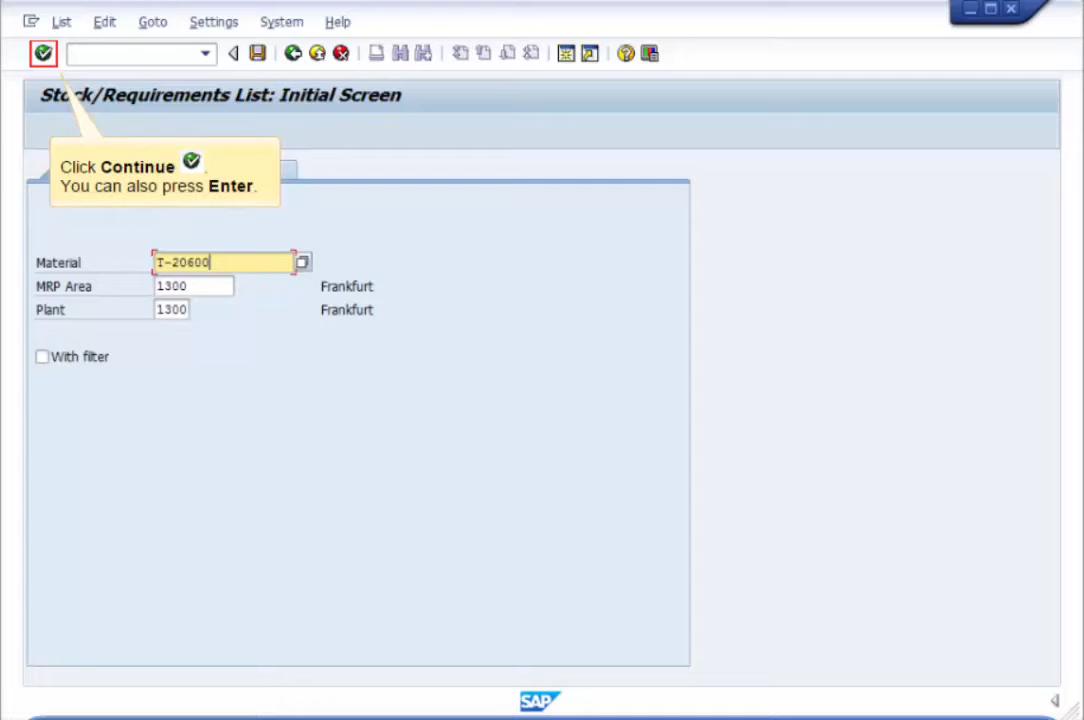 List Edit Goto Settings System Help
Stock/Requirements List: Initial Screen
Click Continue .
You can also press Enter.
Material T-20600
MRP Area 1300 Frankfurt
Plant 1300 Frankfurt
With filter
SAP